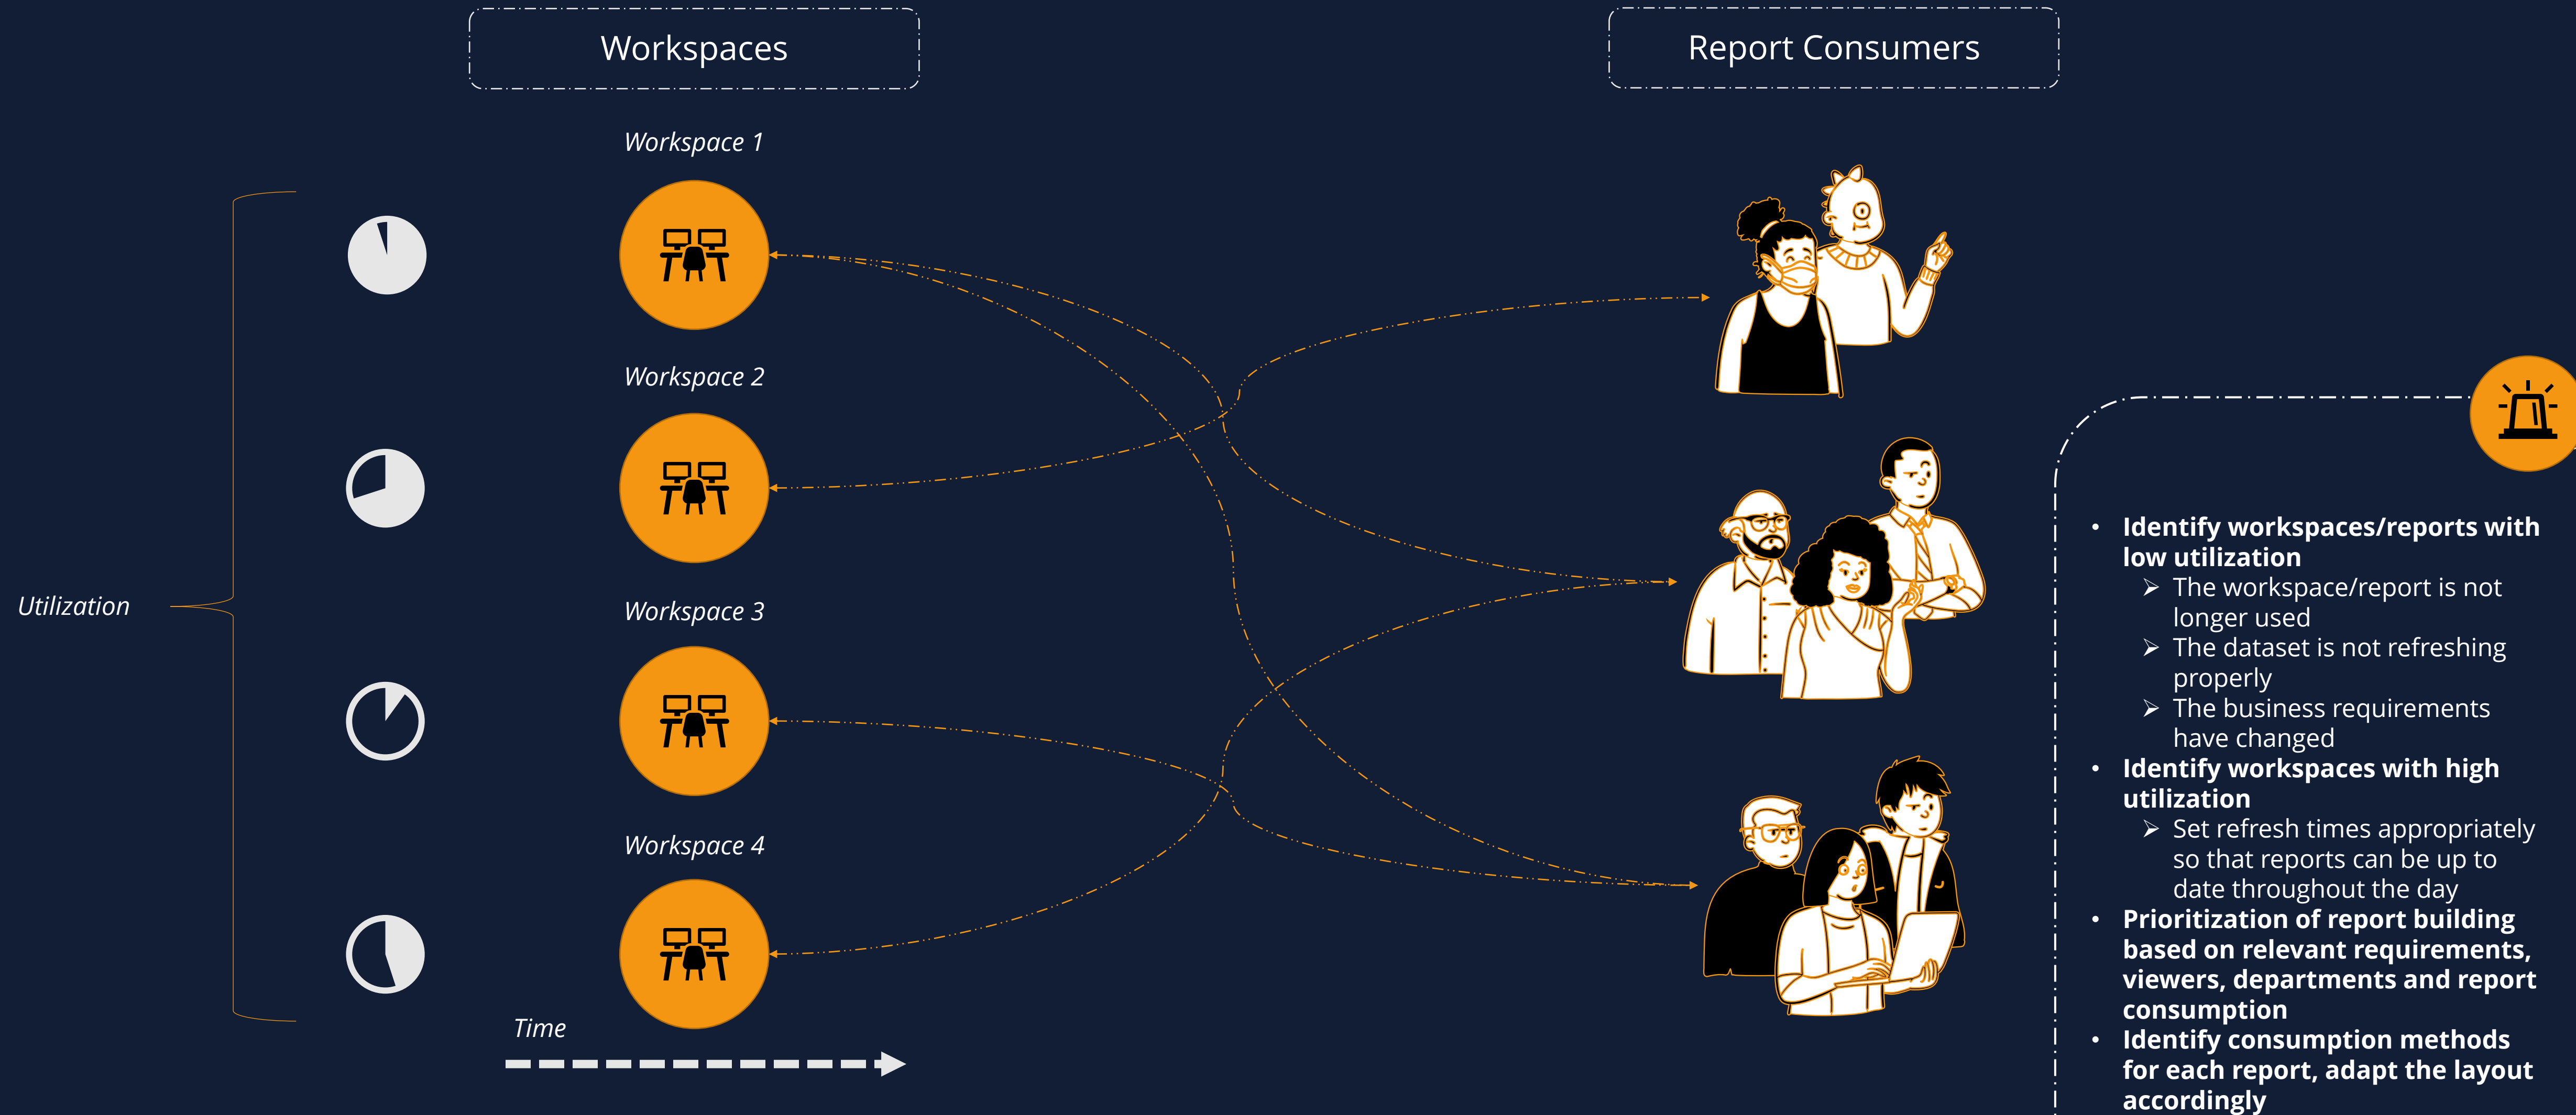 Workspaces
Report Consumers
Workspace 1
Workspace 2
Utilization
Workspace 3
Workspace 4
Time
• Identify workspaces/reports with
low utilization
➢ The workspace/report is not
longer used
➢ The dataset is not refreshing
properly
➢ The business requirements
have changed
• Identify workspaces with high
utilization
➢ Set refresh times appropriately
so that reports can be up to
date throughout the day
• Prioritization of report building
based on relevant requirements,
viewers, departments and report
consumption
• Identify consumption methods
for each report, adapt the layout
accordingly